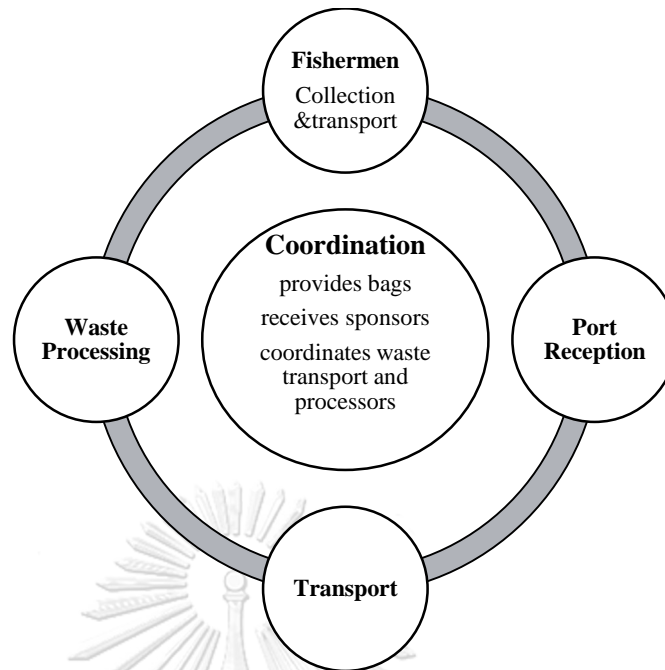 Fishermen
Collection
&transport
Coordination
provides bags
receives sponsors
coordinates waste
transport and
processors
Waste
Processing
Port
Reception
Transport